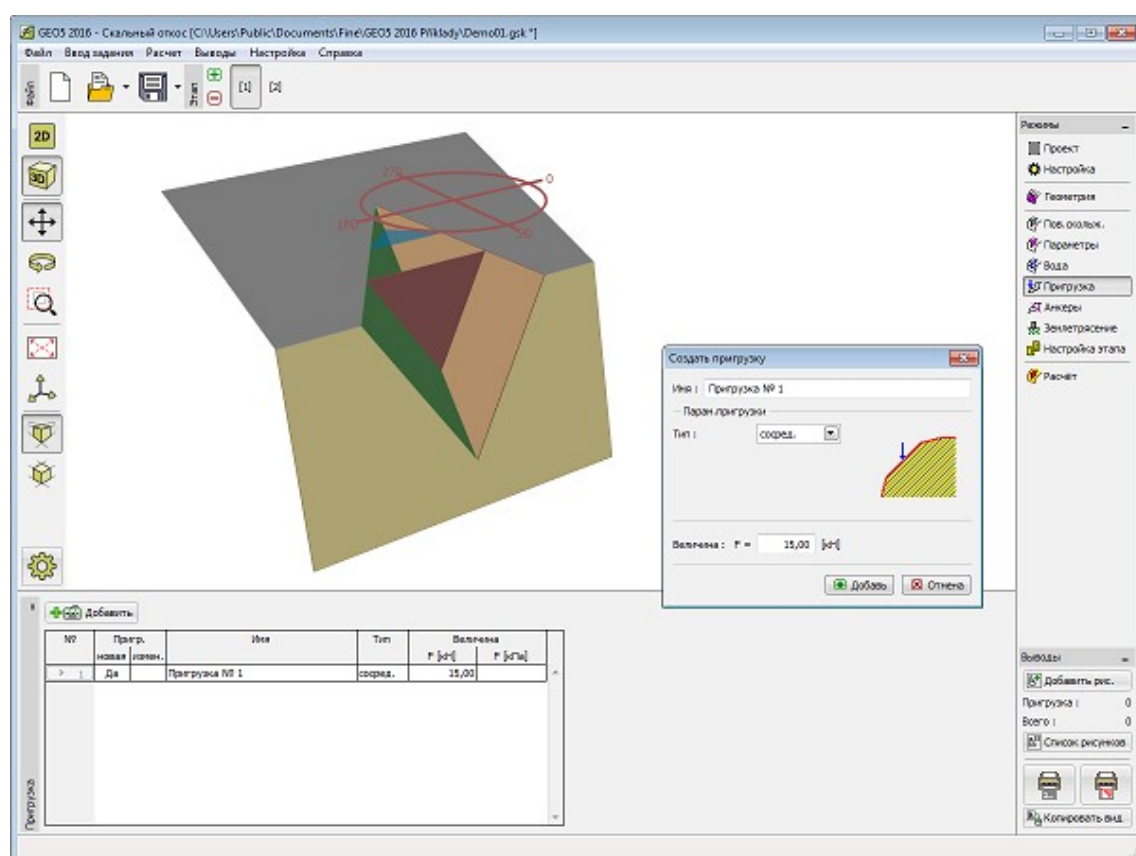 GEO5 2016 - Скальный откос [C:\Users\Public\Documents\Fine\GEO5 2016 Příklady\Demo01.gsk *]
Файл Ввод задания Расчет Выводы Настройка Справка
Файл
Этап
[1] [2]
2D
3D
270
0
180
90
Режимы
Проект
Настройка
Геометрия
Пов. скольж.
Параметры
Вода
Пригрузка
Анкеры
Землетрясение
Настройка этапа
Расчёт
Создать пригрузку
Имя : Пригрузка № 1
Парам.пригрузки
Тип : сосред.
Величина : F = 15,00 [кН]
Добавь Отмена
Добавить
№ Пригр. Имя Тип Величина
новая измен. F [кН] F [кПа]
> 1 Да Пригрузка № 1 сосред. 15,00
Пригрузка
Выводы
Добавить рис.
Пригрузка : 0
Всего : 0
Список рисунков
Копировать вид